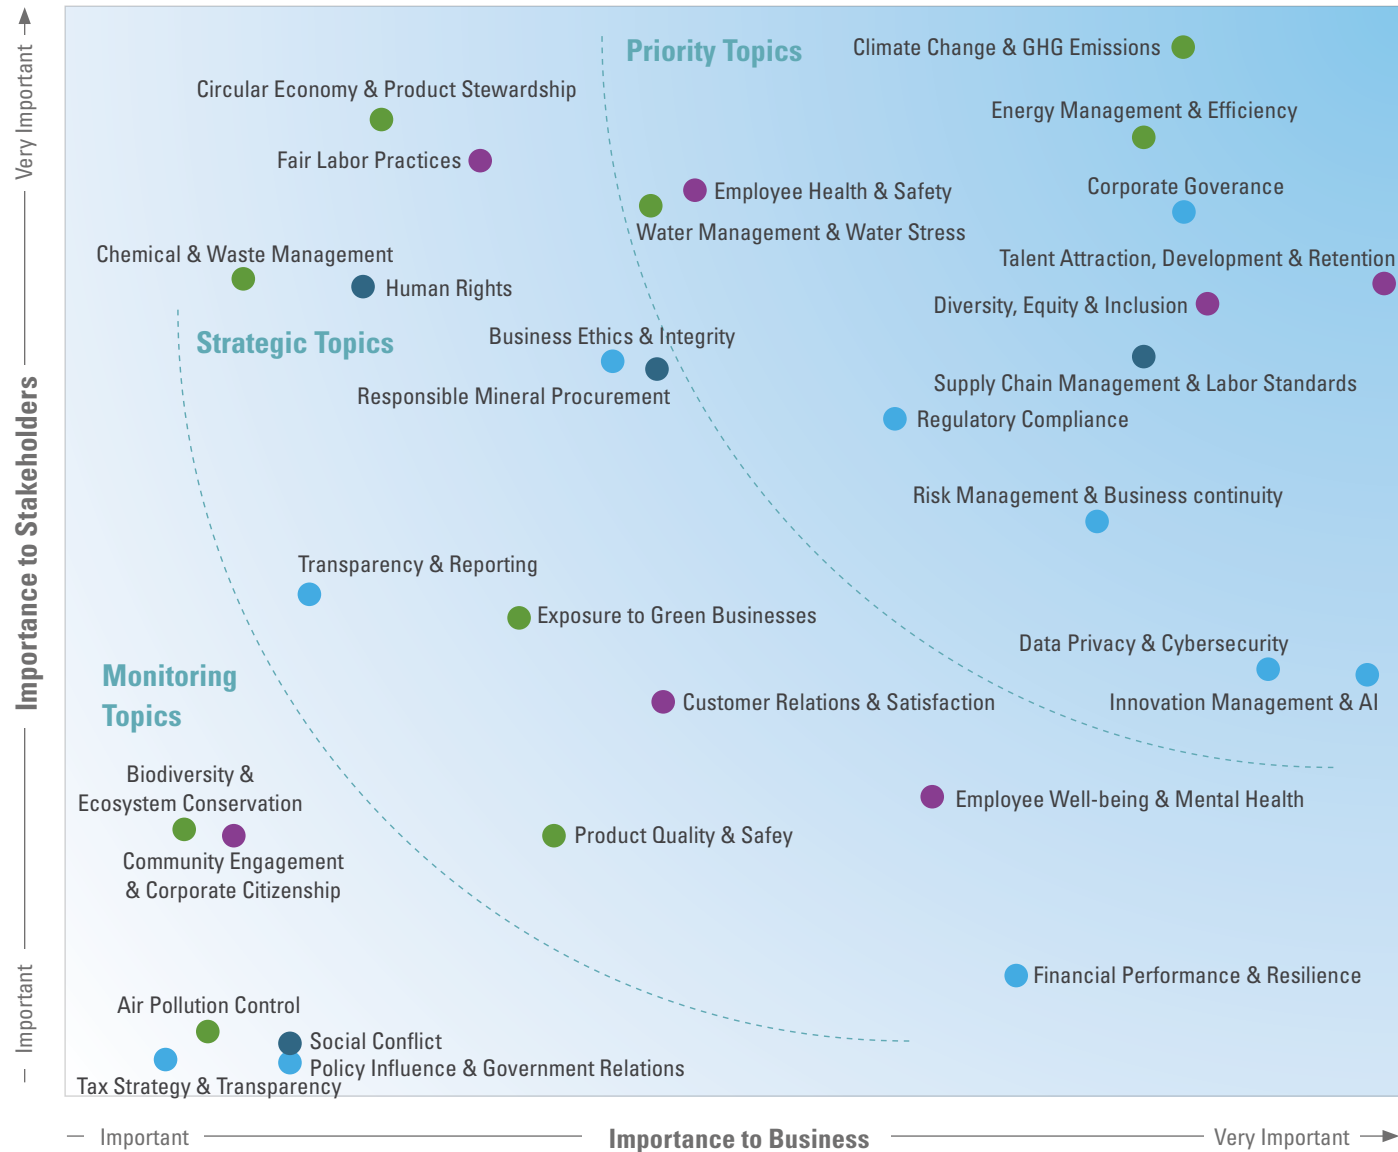 Priority Topics
Climate Change & GHG Emissions
Circular Economy & Product Stewardship
Energy Management & Efficiency
Fair Labor Practices
Corporate Goverance
Employee Health & Safety
Water Management & Water Stress
Chemical & Waste Management
Talent Attraction, Development & Retention
Human Rights
Diversity, Equity & Inclusion
Strategic Topics
Business Ethics & Integrity
Supply Chain Management & Labor Standards
Responsible Mineral Procurement
Regulatory Compliance
Risk Management & Business continuity
Transparency & Reporting
Exposure to Green Businesses
Data Privacy & Cybersecurity
Monitoring
Topics
Customer Relations & Satisfaction
Innovation Management & AI
Biodiversity &
Ecosystem Conservation
Employee Well-being & Mental Health
Product Quality & Safey
Community Engagement
& Corporate Citizenship
Financial Performance & Resilience
Air Pollution Control
Social Conflict
Policy Influence & Government Relations
Tax Strategy & Transparency
Very Important
Importance to Stakeholders
Important
Important
Importance to Business
Very Important